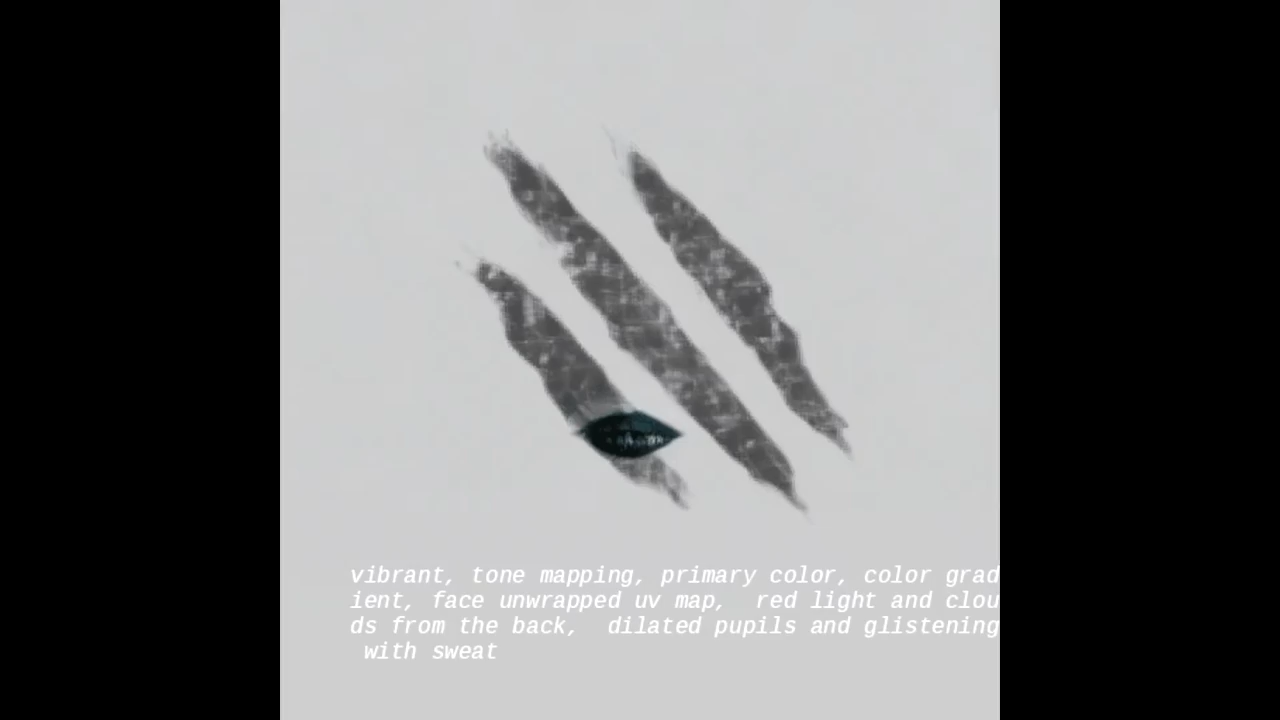 vibrant, tone mapping, primary color, color grad
ient, face unwrapped uv map,  red light and clou
ds from the back,  dilated pupils and glistening
 with sweat